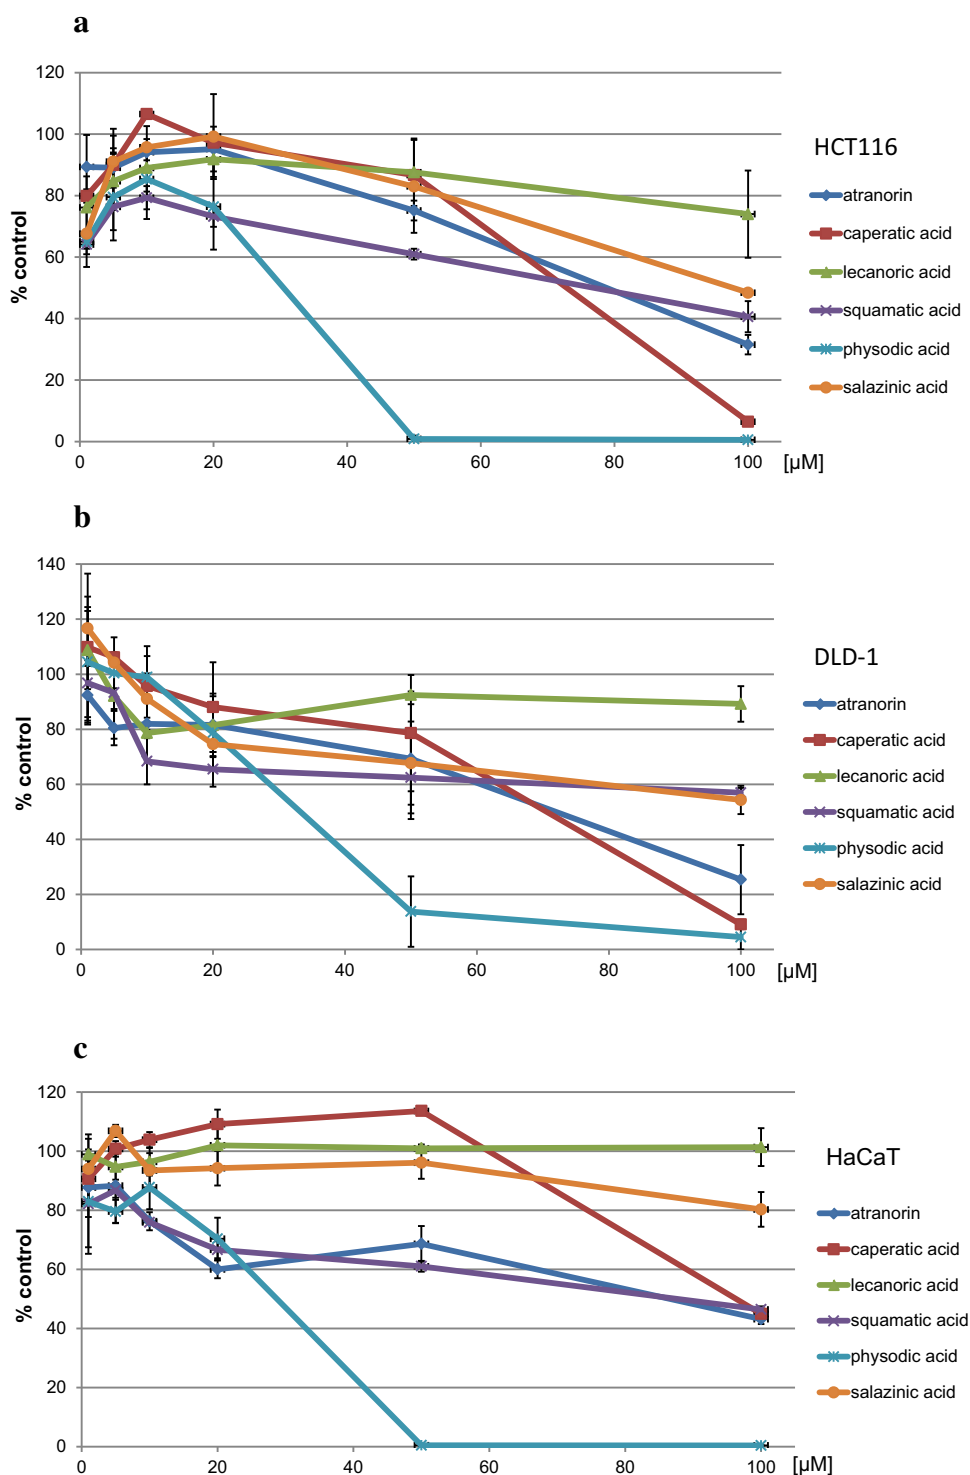 a
120
100
80
60
40
20
0
% control
0 20 40 60 80 100 [µM]
HCT116
atranorin
caperatic acid
lecanoric acid
squamatic acid
physodic acid
salazinic acid
b
140
120
100
80
60
40
20
0
% control
0 20 40 60 80 100 [µM]
DLD-1
atranorin
caperatic acid
lecanoric acid
squamatic acid
physodic acid
salazinic acid
c
120
100
80
60
40
20
0
% control
0 20 40 60 80 100 [µM]
HaCaT
atranorin
caperatic acid
lecanoric acid
squamatic acid
physodic acid
salazinic acid